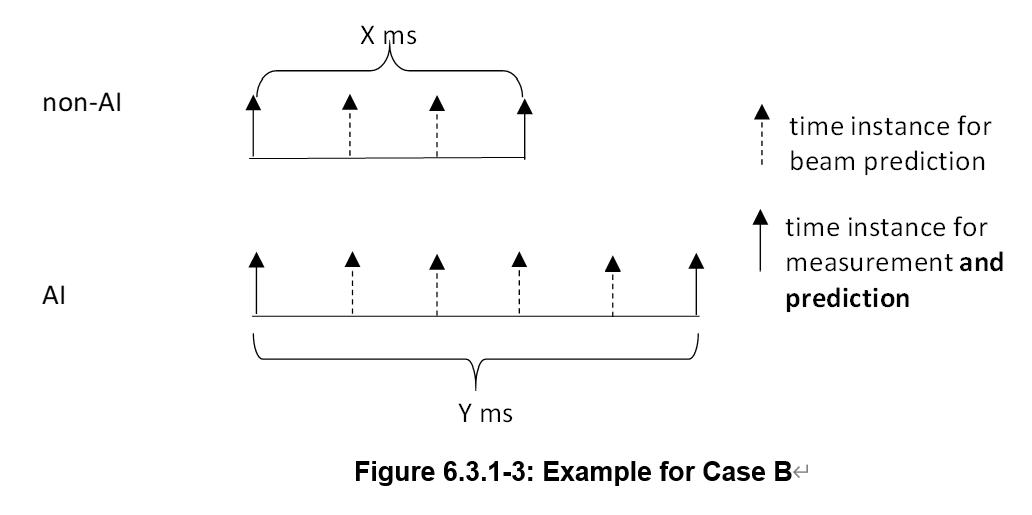 X ms
non-AI
time instance for
beam prediction
time instance for
measurement and
prediction
AI
Y ms
Figure 6.3.1-3: Example for Case B↵